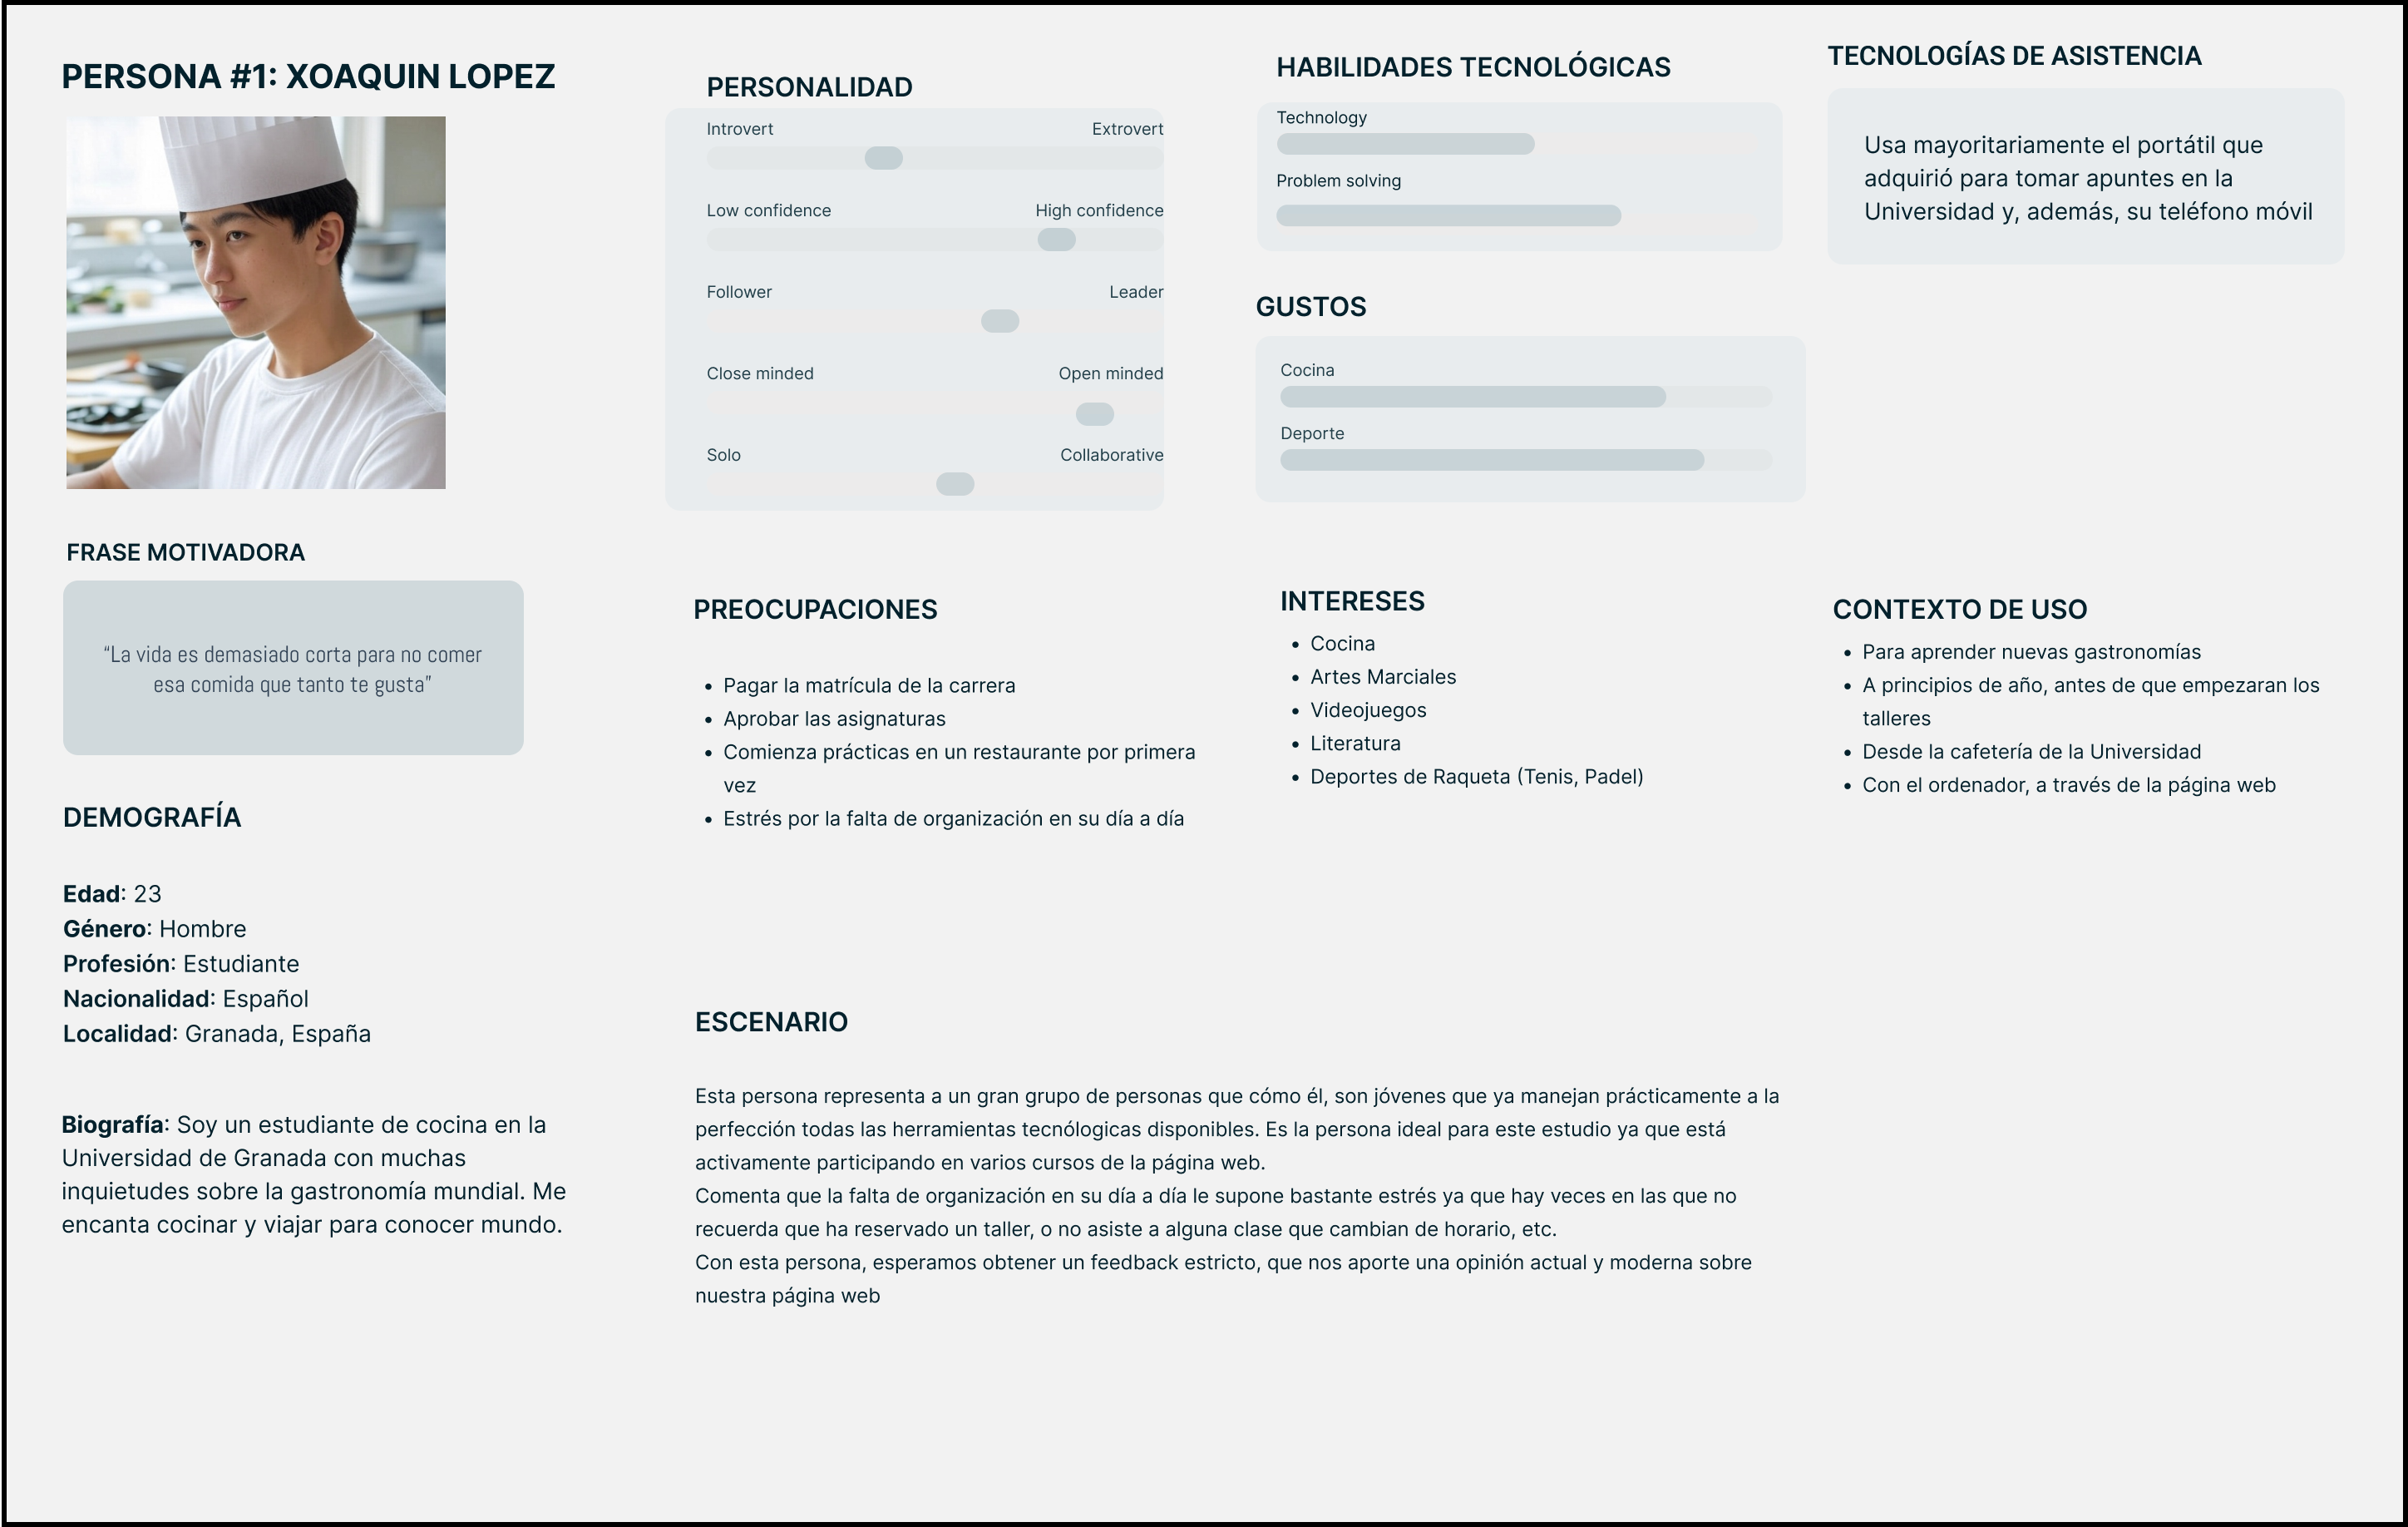 PERSONA #1: XOAQUIN LOPEZ
FRASE MOTIVADORA
“La vida es demasiado corta para no comer
esa comida que tanto te gusta”
DEMOGRAFÍA
Edad: 23
Género: Hombre
Profesión: Estudiante
Nacionalidad: Español
Localidad: Granada, España
Biografía: Soy un estudiante de cocina en la
Universidad de Granada con muchas
inquietudes sobre la gastronomía mundial. Me
encanta cocinar y viajar para conocer mundo.
PERSONALIDAD
Introvert Extrovert
Low confidence High confidence
Follower Leader
Close minded Open minded
Solo Collaborative
HABILIDADES TECNOLÓGICAS
Technology
Problem solving
GUSTOS
Cocina
Deporte
TECNOLOGÍAS DE ASISTENCIA
Usa mayoritariamente el portátil que
adquirió para tomar apuntes en la
Universidad y, además, su teléfono móvil
PREOCUPACIONES
• Pagar la matrícula de la carrera
• Aprobar las asignaturas
• Comienza prácticas en un restaurante por primera
vez
• Estrés por la falta de organización en su día a día
INTERESES
• Cocina
• Artes Marciales
• Videojuegos
• Literatura
• Deportes de Raqueta (Tenis, Padel)
CONTEXTO DE USO
• Para aprender nuevas gastronomías
• A principios de año, antes de que empezaran los
talleres
• Desde la cafetería de la Universidad
• Con el ordenador, a través de la página web
ESCENARIO
Esta persona representa a un gran grupo de personas que cómo él, son jóvenes que ya manejan prácticamente a la
perfección todas las herramientas tecnólogicas disponibles. Es la persona ideal para este estudio ya que está
activamente participando en varios cursos de la página web.
Comenta que la falta de organización en su día a día le supone bastante estrés ya que hay veces en las que no
recuerda que ha reservado un taller, o no asiste a alguna clase que cambian de horario, etc.
Con esta persona, esperamos obtener un feedback estricto, que nos aporte una opinión actual y moderna sobre
nuestra página web